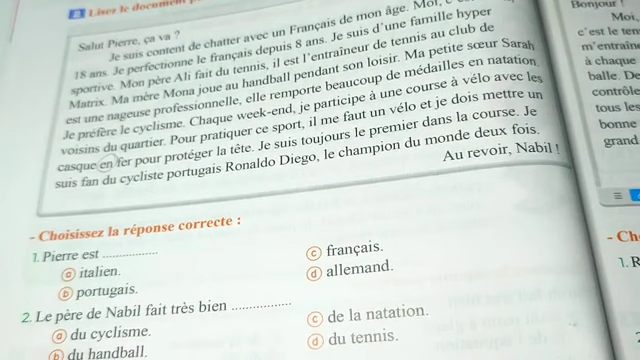 Lisez le document
Salut Pierre, ça va ?
Je suis content de chatter avec un Français de mon âge. Moi,
18 ans. Je perfectionne le français depuis 8 ans. Je suis d'une famille hyper
sportive. Mon père Ali fait du tennis, il est l'entraîneur de tennis au club de
Matrix. Ma mère Mona joue au handball pendant son loisir. Ma petite sœur Sarah
est une nageuse professionnelle, elle remporte beaucoup de médailles en natation.
Je préfère le cyclisme. Chaque week-end, je participe à une course à vélo avec les
voisins du quartier. Pour pratiquer ce sport, il me faut un vélo et je dois mettre un
casque en fer pour protéger la tête. Je suis toujours le premier dans la course. Je
suis fan du cycliste portugais Ronaldo Diego, le champion du monde deux fois.
Au revoir, Nabil !
- Choisissez la réponse correcte :
1. Pierre est ................
a italien.
b portugais.
c français.
d allemand.
2. Le père de Nabil fait très bien ................
a du cyclisme.
b du handball.
c de la natation.
d du tennis.
Bonjour !
Moi,
c'est le
m'entraîn
à chaque
balle. De
contrôle
tous les
bonne
grand
- Ch
1. R